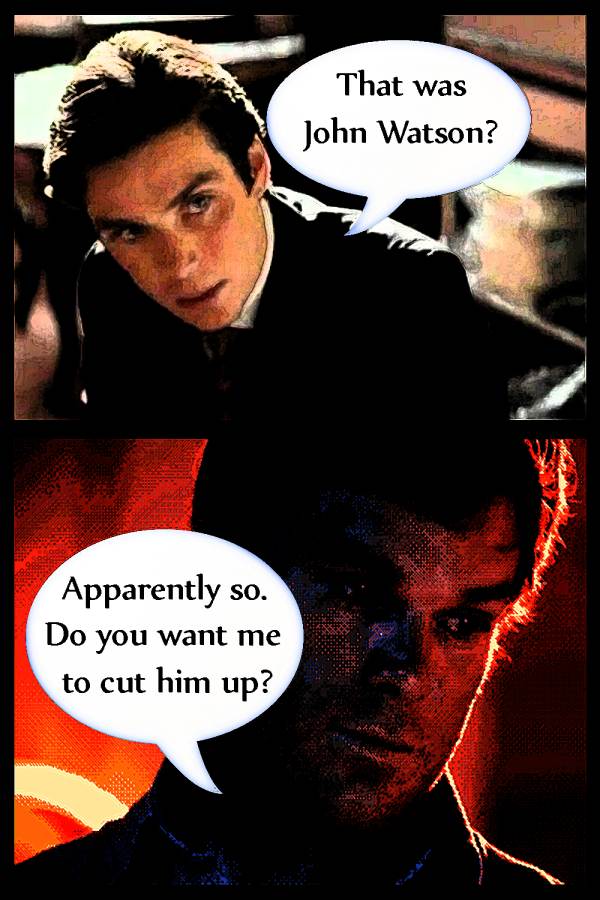 That was
John Watson?
Apparently so.
Do you want me
to cut him up?